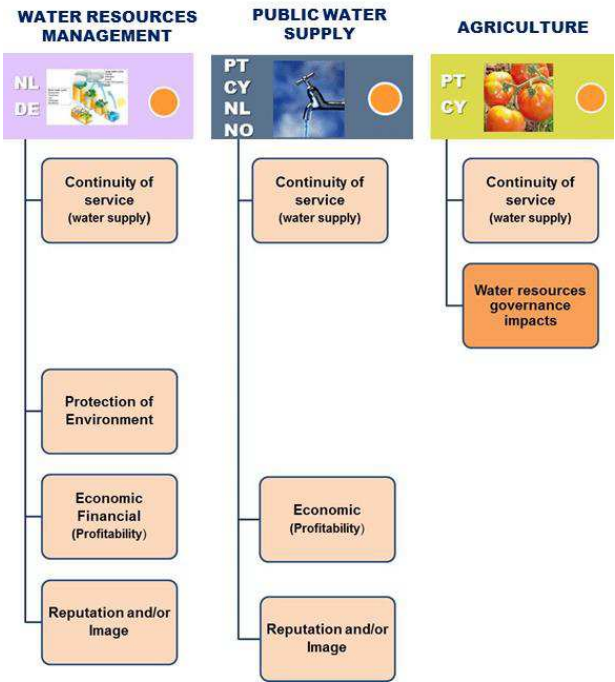 WATER RESOURCES
MANAGEMENT
NL
DE
Continuity of
service
(water supply)
Protection of
Environment
Economic
Financial
(Profitability)
Reputation and/or
Image
PUBLIC WATER
SUPPLY
PT
CY
NL
NO
Continuity of
service
(water supply)
Economic
(Profitability)
Reputation and/or
Image
AGRICULTURE
PT
CY
Continuity of
service
(water supply)
Water resources
governance
impacts